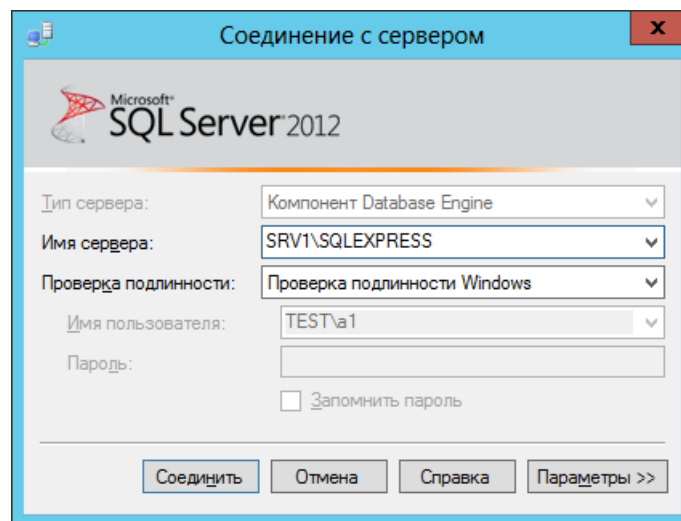 Соединение с сервером
x
Microsoft®
SQL Server® 2012
Тип сервера: Компонент Database Engine
Имя сервера: SRV1\SQLEXPRESS
Проверка подлинности: Проверка подлинности Windows
Имя пользователя: TEST\a1
Пароль:
Запомнить пароль
Соединить Отмена Справка Параметры >>